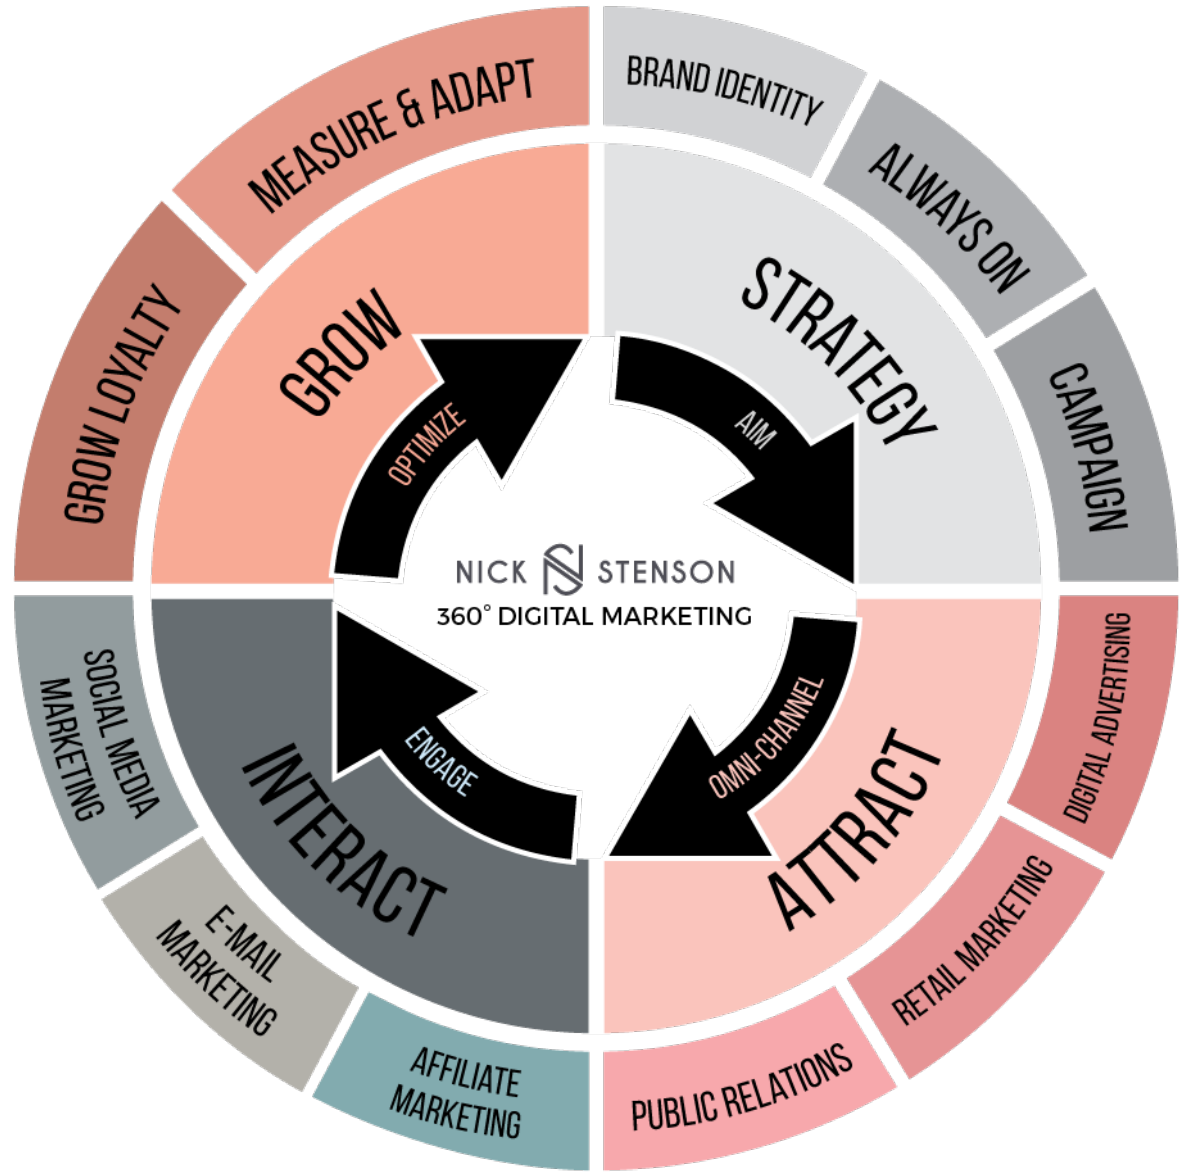 BRAND IDENTITY
ALWAYS ON
CAMPAIGN
STRATEGY
AIM
DIGITAL ADVERTISING
RETAIL MARKETING
PUBLIC RELATIONS
ATTRACT
OMNI-CHANNEL
AFFILIATE
MARKETING
E-MAIL
MARKETING
SOCIAL MEDIA
MARKETING
INTERACT
ENGAGE
GROW LOYALTY
MEASURE & ADAPT
GROW
OPTIMIZE
NICK NS STENSON
360° DIGITAL MARKETING